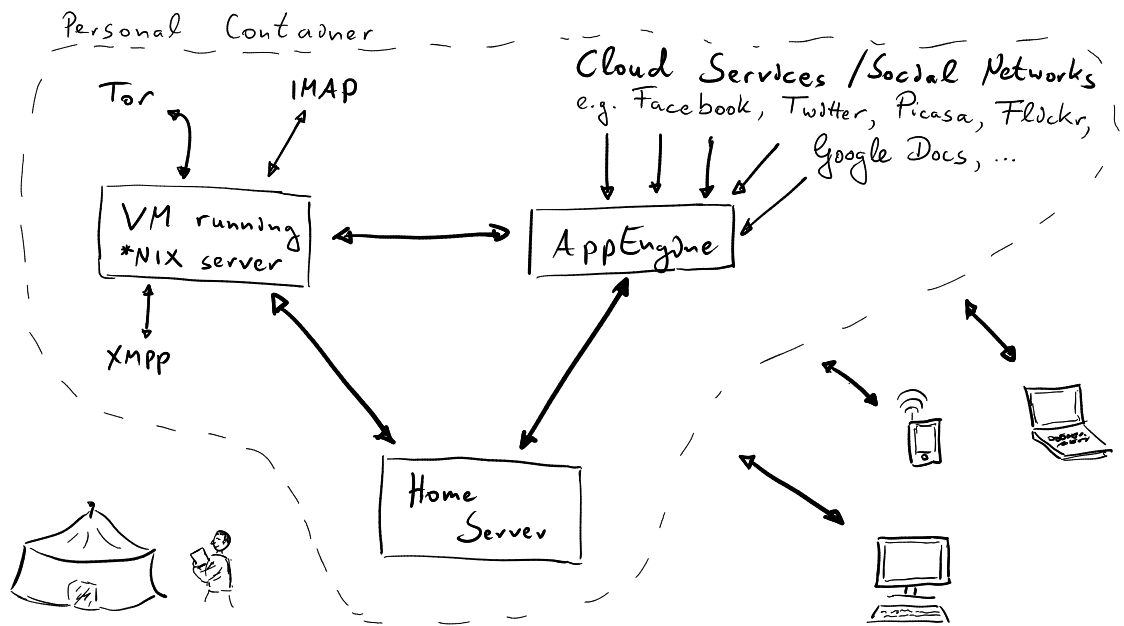 Personal Container
Cloud Services /Social Networks
e.g. Facebook, Twitter, Picasa, Flickr,
Google Docs, ...
Tor
IMAP
VM running
*NIX server
AppEngine
XMPP
Home
Server